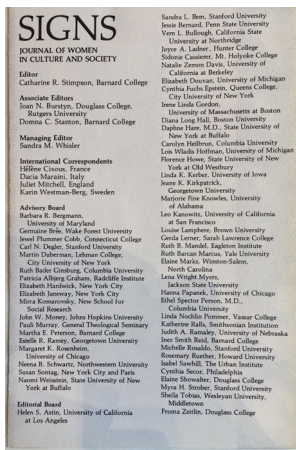 SIGNS
JOURNAL OF WOMEN
IN CULTURE AND SOCIETY
Editor
Catharine R. Stimpson, Barnard College
Associate Editors
Joan N. Burstyn, Douglass College,
Rutgers University
Domna C. Stanton, Barnard College
Managing Editor
Sandra M. Whisler
International Correspondents
Hélène Cixous, France
Dacia Maraini, Italy
Juliet Mitchell, England
Karin Westman-Berg, Sweden
Advisory Board
Barbara R. Bergmann,
University of Maryland
Germaine Brée, Wake Forest University
Jewel Plummer Cobb, Connecticut College
Carl N. Degler, Stanford University
Martin Duberman, Lehman College,
City University of New York
Ruth Bader Ginsburg, Columbia University
Patricia Albjerg Graham, Radcliffe Institute
Elizabeth Hardwick, New York City
Elizabeth Janeway, New York City
Mirra Komarovsky, New School for
Social Research
John W. Money, Johns Hopkins University
Pauli Murray, General Theological Seminary
Martha E. Peterson, Barnard College
Estelle R. Ramey, Georgetown University
Margaret K. Rosenheim,
University of Chicago
Neena B. Schwartz, Northwestern University
Susan Sontag, New York City and Paris
Naomi Weisstein, State University of New
York at Buffalo
Editorial Board
Helen S. Astin, University of California
at Los Angeles
Sandra L. Bem, Stanford University
Jessie Bernard, Penn State University
Vern L. Bullough, California State
University at Northridge
Joyce A. Ladner, Hunter College
Sidonie Cassirer, Mt. Holyoke College
Natalie Zemon Davis, University of
California at Berkeley
Elizabeth Douvan, University of Michigan
Cynthia Fuchs Epstein, Queens College,
City University of New York
Irene Linda Gordon,
University of Massachusetts at Boston
Diana Long Hall, Boston University
Daphne Hare, M.D., State University of
New York at Buffalo
Carolyn Heilbrun, Columbia University
Lois Wladis Hoffman, University of Michigan
Florence Howe, State University of New
York at Old Westbury
Linda K. Kerber, University of Iowa
Jeane K. Kirkpatrick,
Georgetown University
Marjorie Fine Knowles, University
of Alabama
Leo Kanowitz, University of California
at San Francisco
Louise Lamphere, Brown University
Gerda Lerner, Sarah Lawrence College
Ruth B. Mandel, Eagleton Institute
Ruth Barcan Marcus, Yale University
Elaine Marks, Winston-Salem,
North Carolina
Lena Wright Myers,
Jackson State University
Hanna Papanek, University of Chicago
Ethel Spector Person, M.D.,
Columbia University
Linda Nochlin Pommer, Vassar College
Katherine Ralls, Smithsonian Institution
Judith A. Ramaley, University of Nebraska
Inez Smith Reid, Barnard College
Michelle Rosaldo, Stanford University
Rosemary Ruether, Howard University
Isabel Sawhill, The Urban Institute
Cynthia Secor, Philadelphia
Elaine Showalter, Douglass College
Myra H. Strober, Stanford University
Sheila Tobias, Wesleyan University,
Middletown
Froma Zeitlin, Douglass College